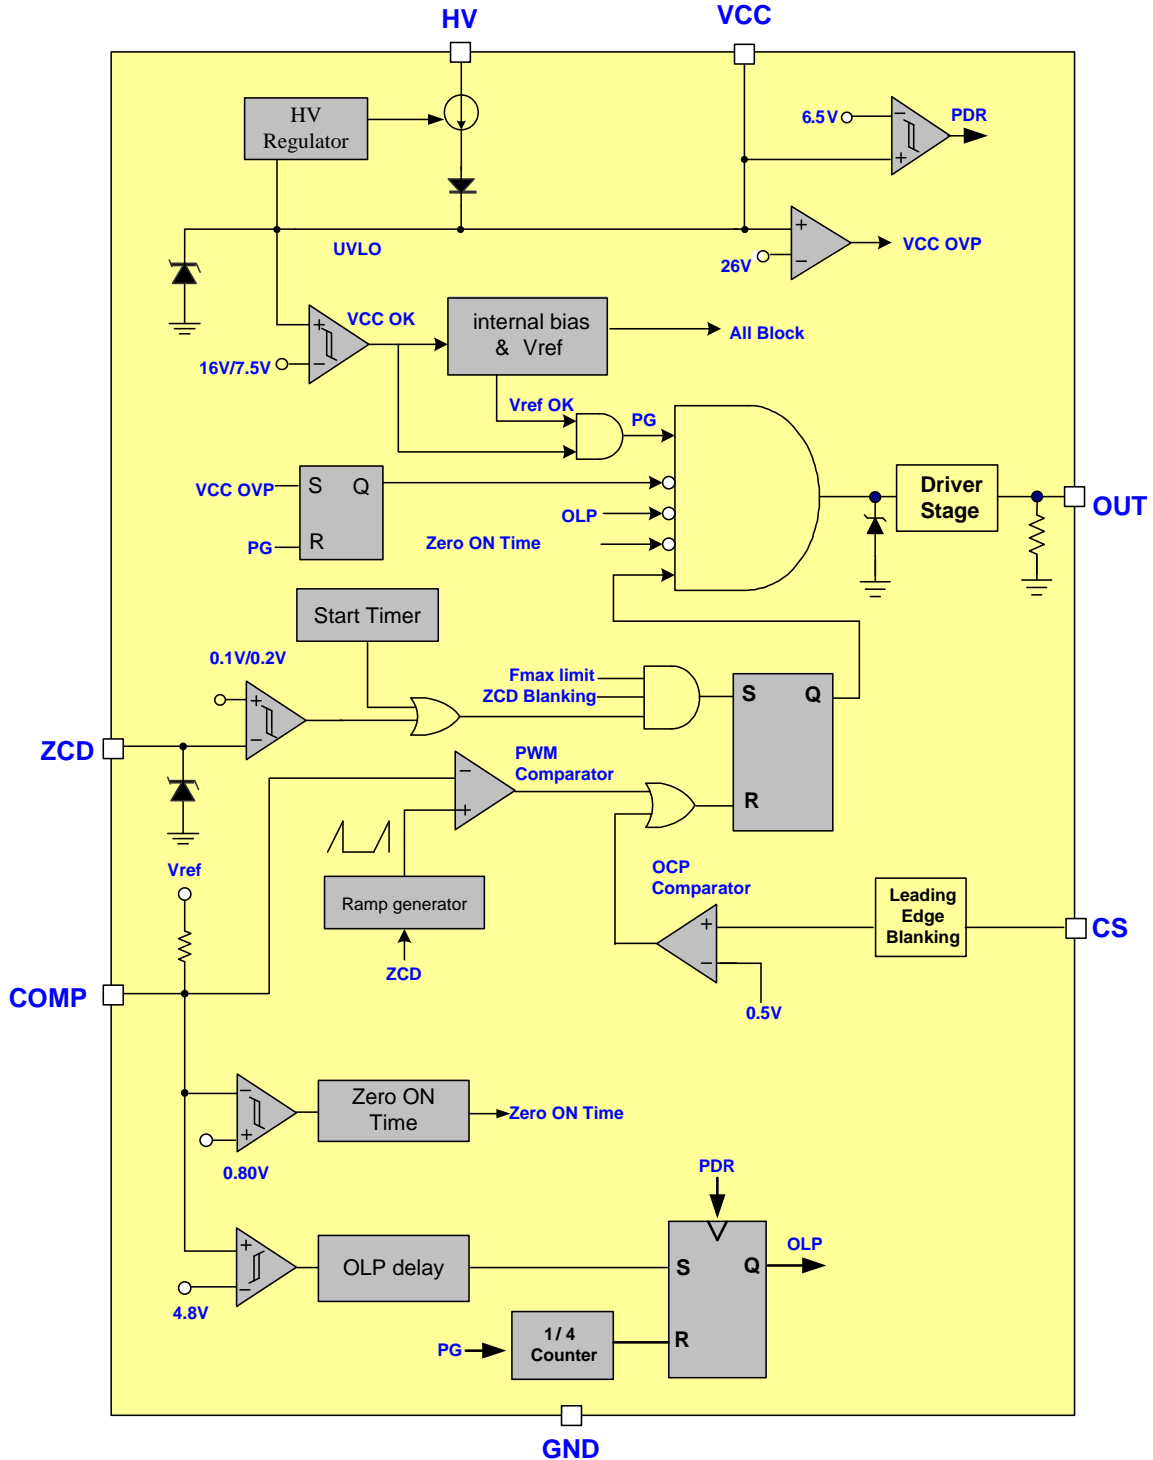 HV
VCC
HV
Regulator
6.5V
−
+
PDR
UVLO
+
−
26V
VCC OVP
VCC OK
+
−
16V/7.5V
internal bias
& Vref
All Block
Vref OK
PG
VCC OVP
S Q
PG
R
OLP
Zero ON Time
Driver
Stage
OUT
Start Timer
0.1V/0.2V
+
−
ZCD
Fmax limit
ZCD Blanking
S Q
R
PWM
Comparator
−
+
Vref
Ramp generator
ZCD
OCP
Comparator
+
−
0.5V
Leading
Edge
Blanking
CS
COMP
−
+
0.80V
Zero ON
Time
Zero ON Time
PDR
+
−
4.8V
OLP delay
S Q
R
OLP
PG
1/ 4
Counter
GND